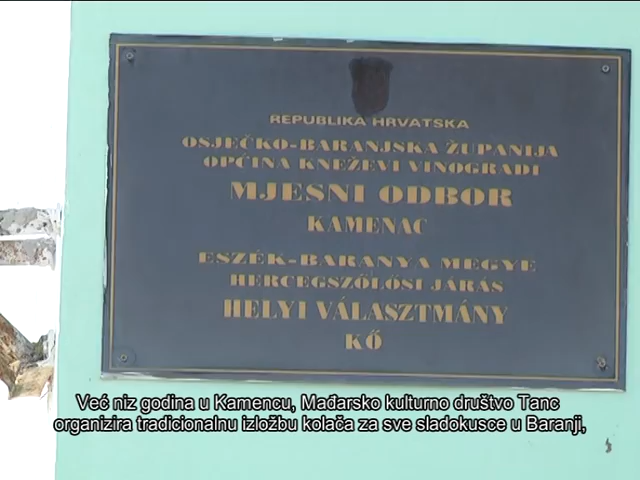 REPUBLIKA HRVATSKA
OSJEČKO-BARANJSKA ŽUPANIJA
OPĆINA KNEŽEVI VINOGRADI
MJESNI ODBOR
KAMENAC
ESZÉK-BARANYA MEGYE
HERCEGSZŐLŐSI JÁRÁS
HELYI VÁLASZTMÁNY
KŐ
Već niz godina u Kamencu, Mađarsko kulturno društvo Tanc
organizira tradicionalnu izložbu kolača za sve sladokusce u Baranji,